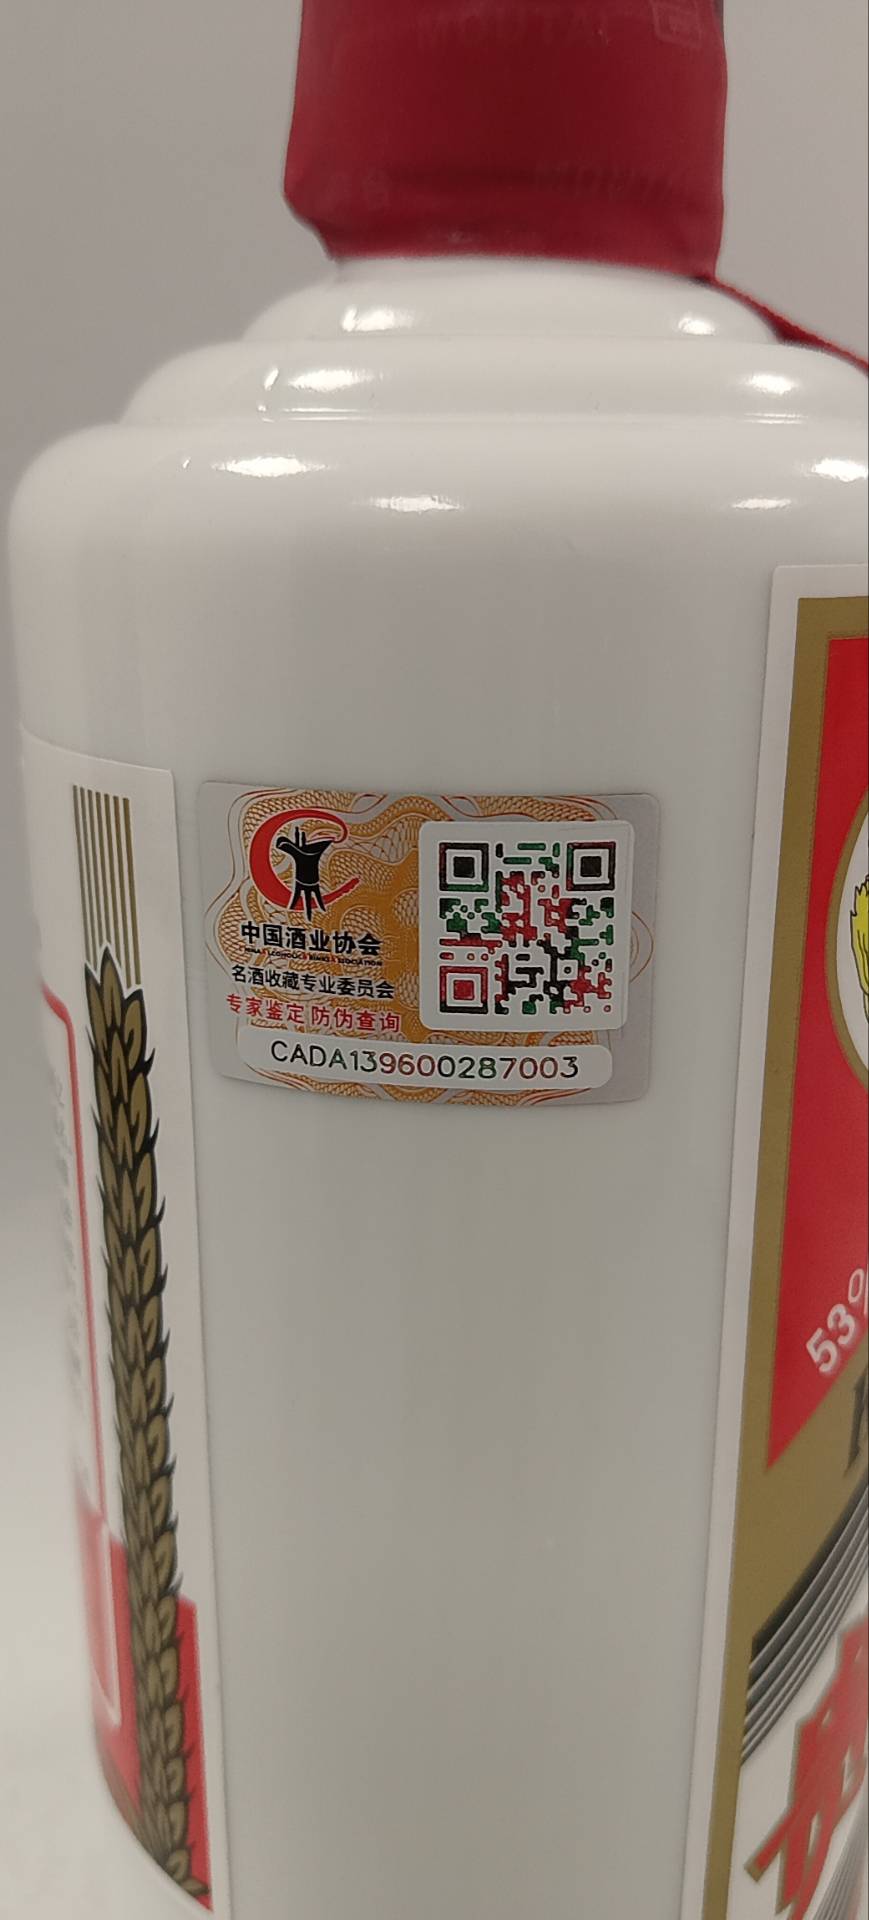 中国酒业协会
名酒收藏专业委员会
专家鉴定 防伪查询
CADA139600287003
53%